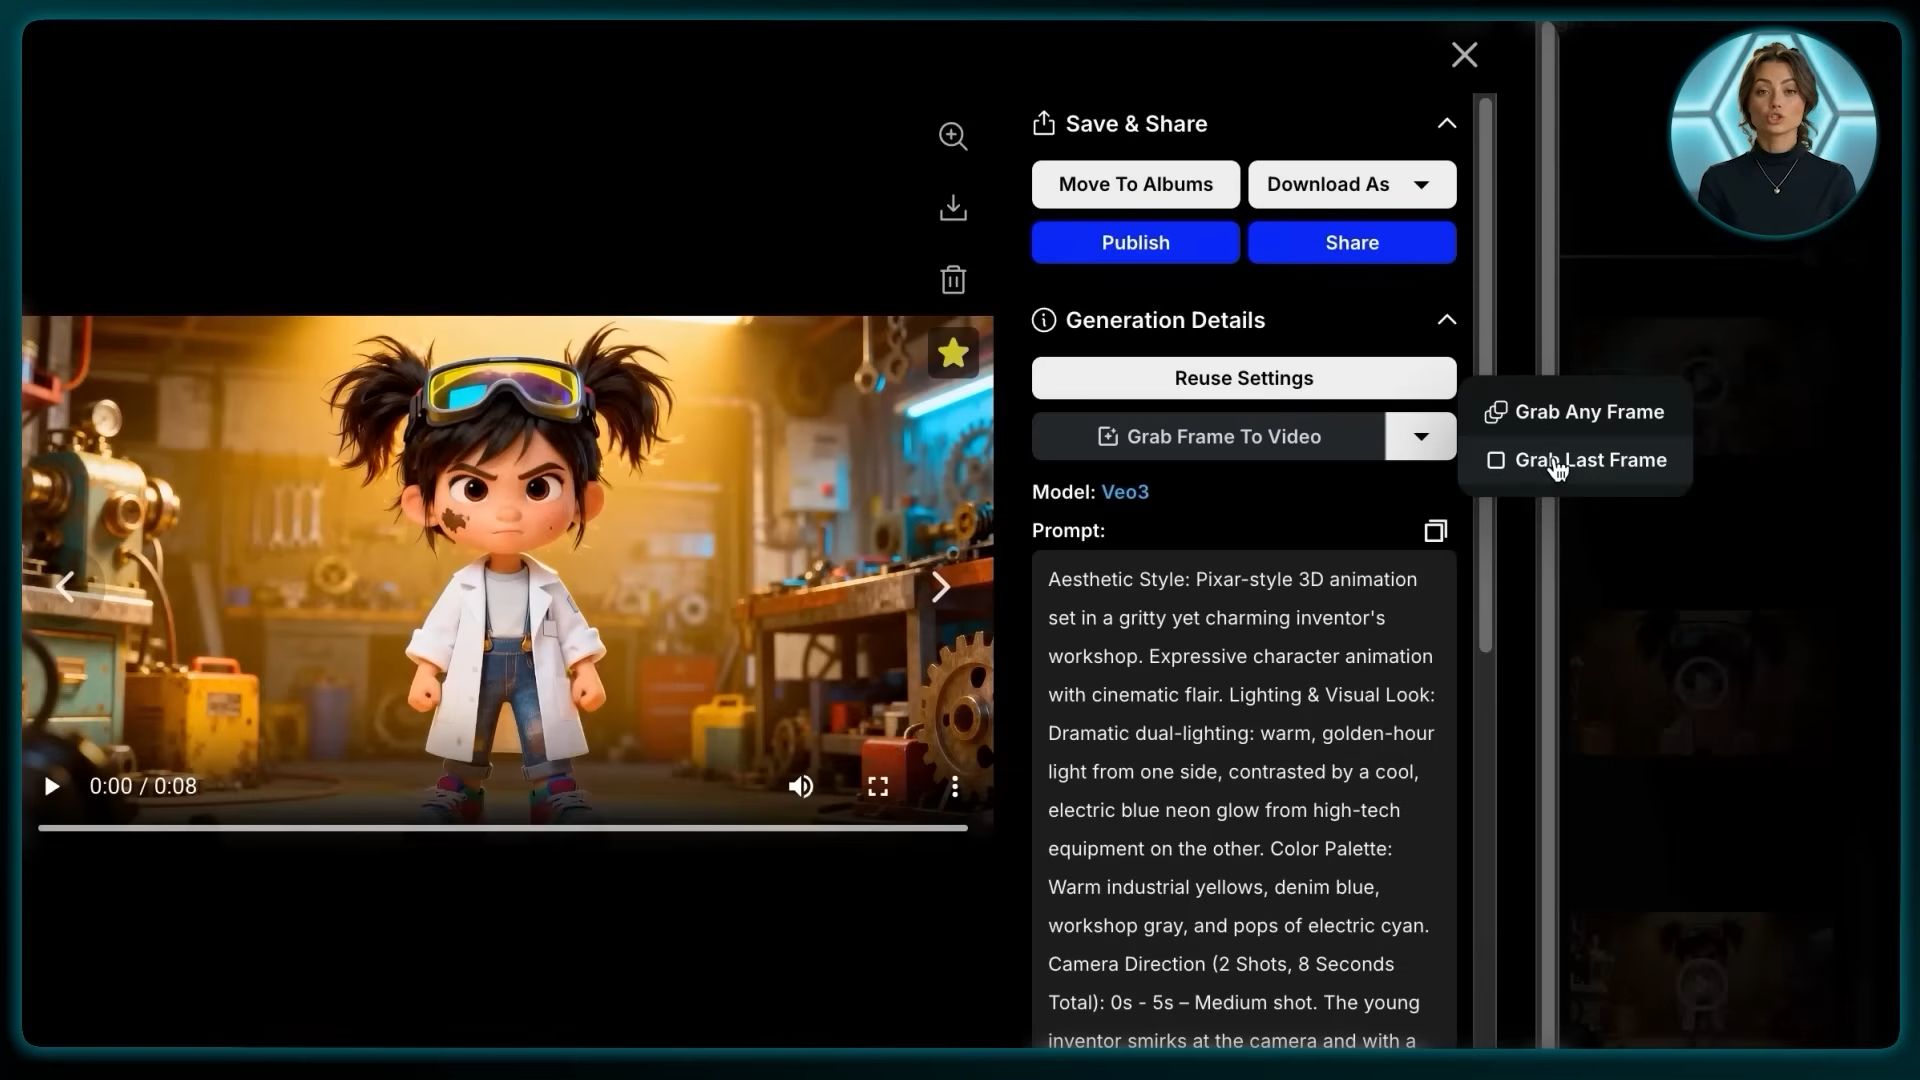 Save & Share
Move To Albums
Download As
Publish
Share
Generation Details
Reuse Settings
Grab Any Frame
Grab Frame To Video
Grab Last Frame
Model: Veo3
Prompt:
Aesthetic Style: Pixar-style 3D animation
set in a gritty yet charming inventor's
workshop. Expressive character animation
with cinematic flair. Lighting & Visual Look:
Dramatic dual-lighting: warm, golden-hour
light from one side, contrasted by a cool,
electric blue neon glow from high-tech
equipment on the other. Color Palette:
Warm industrial yellows, denim blue,
workshop gray, and pops of electric cyan.
Camera Direction (2 Shots, 8 Seconds
Total): 0s - 5s – Medium shot. The young
inventor smirks at the camera and with a
0:00 / 0:08